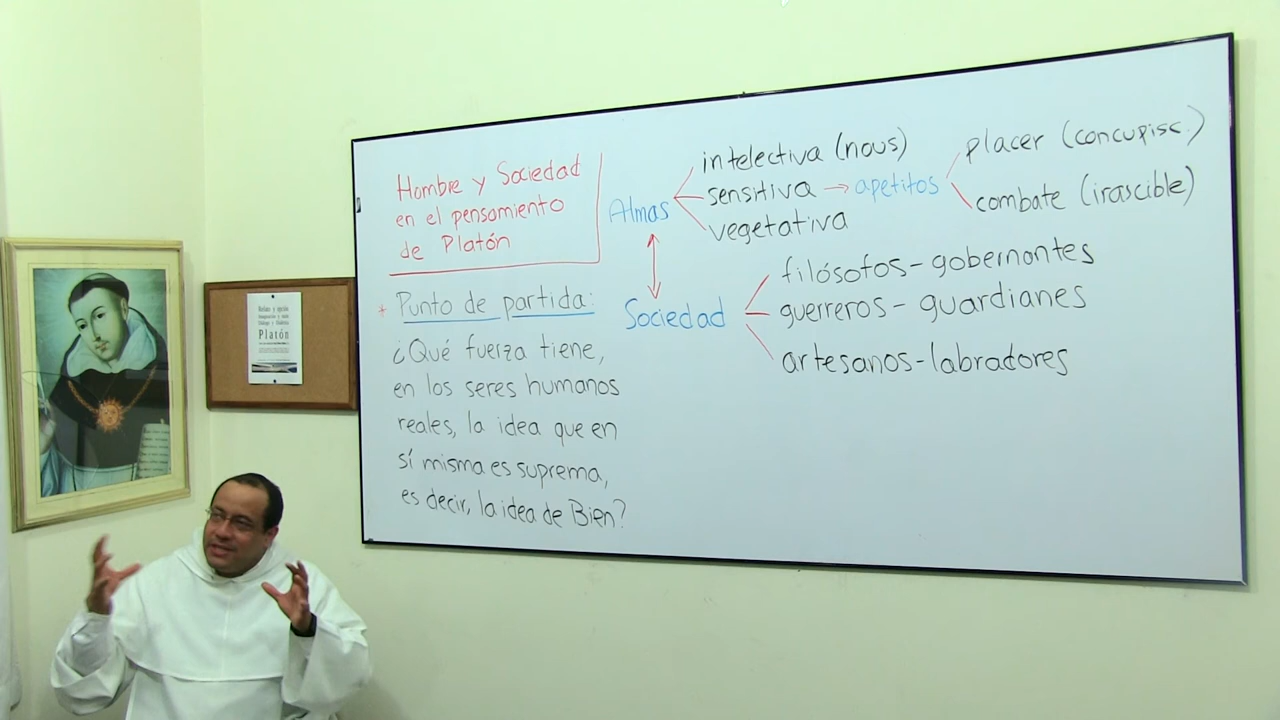 Hombre y Sociedad
en el pensamiento
de Platón
* Punto de partida:
¿Qué fuerza tiene,
en los seres humanos
reales, la idea que en
sí misma es suprema,
es decir, la idea de Bien?
Almas
intelectiva (nous)
sensitiva → apetitos
vegetativa
placer (concupisc.)
combate (irascible)
Sociedad
filósofos - gobernantes
guerreros - guardianes
artesanos - labradores
Platón